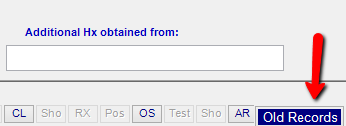 Additional Hx obtained from:
CL Sho RX Pos OS Test Sho AR Old Records